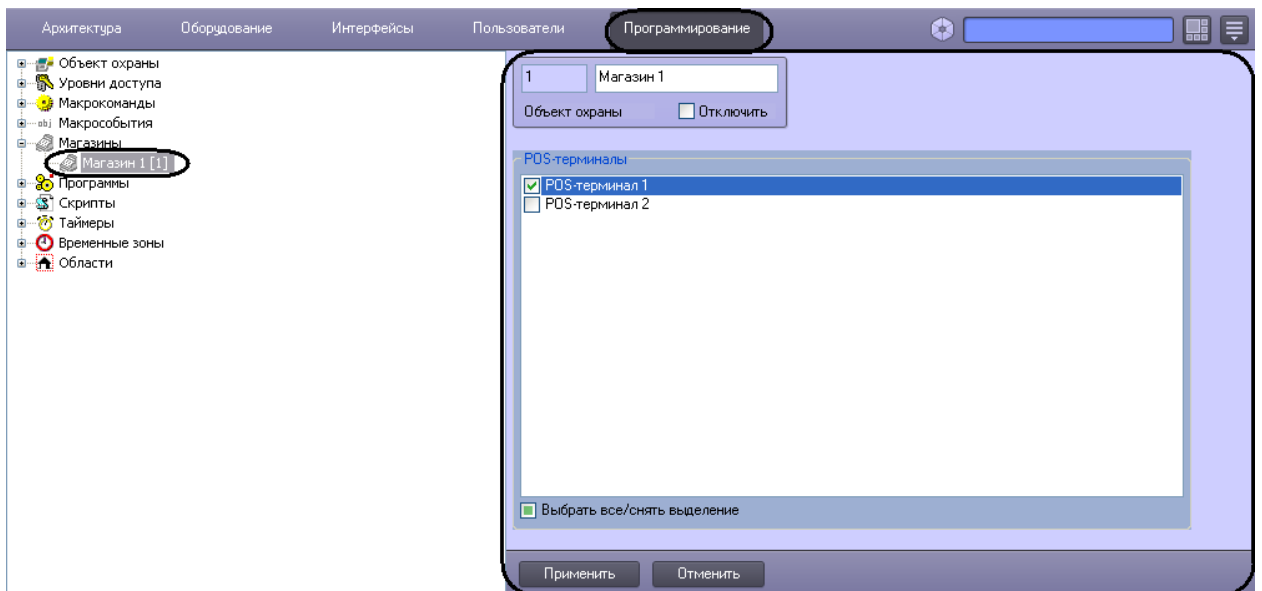 Архитектура Оборудование Интерфейсы Пользователи Программирование
Объект охраны
Уровни доступа
Макрокоманды
obj Макрособытия
Магазины
Магазин 1 [1]
Программы
Скрипты
Таймеры
Временные зоны
Области
1 Магазин 1
Объект охраны Отключить
POS-терминалы
POS-терминал 1
POS-терминал 2
Выбрать все/снять выделение
Применить Отменить